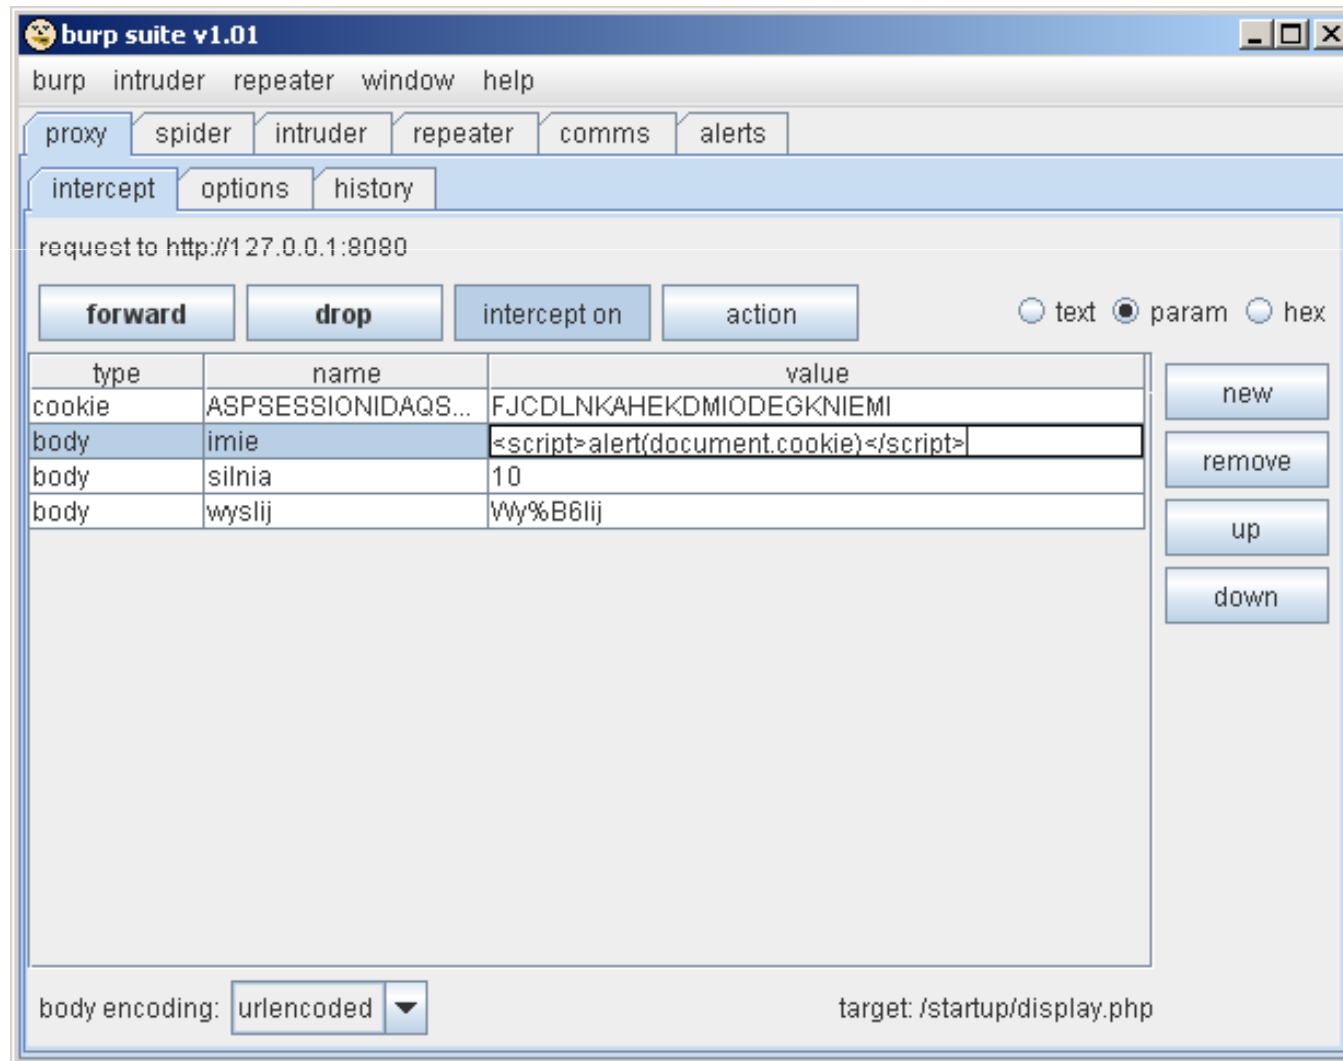 burp suite v1.01
burp intruder repeater window help
proxy spider intruder repeater comms alerts
intercept options history
request to http://127.0.0.1:8080
forward drop intercept on action text param hex
type name value
cookie ASPSESSIONIDAQS... FJCDLNKAHEKDMIODEGKNIEMI
new
body imie <script>alert(document.cookie)</script>
remove
body silnia 10
body wyslij Wy%B6lij
up
down
body encoding: urlencoded target: /startup/display.php